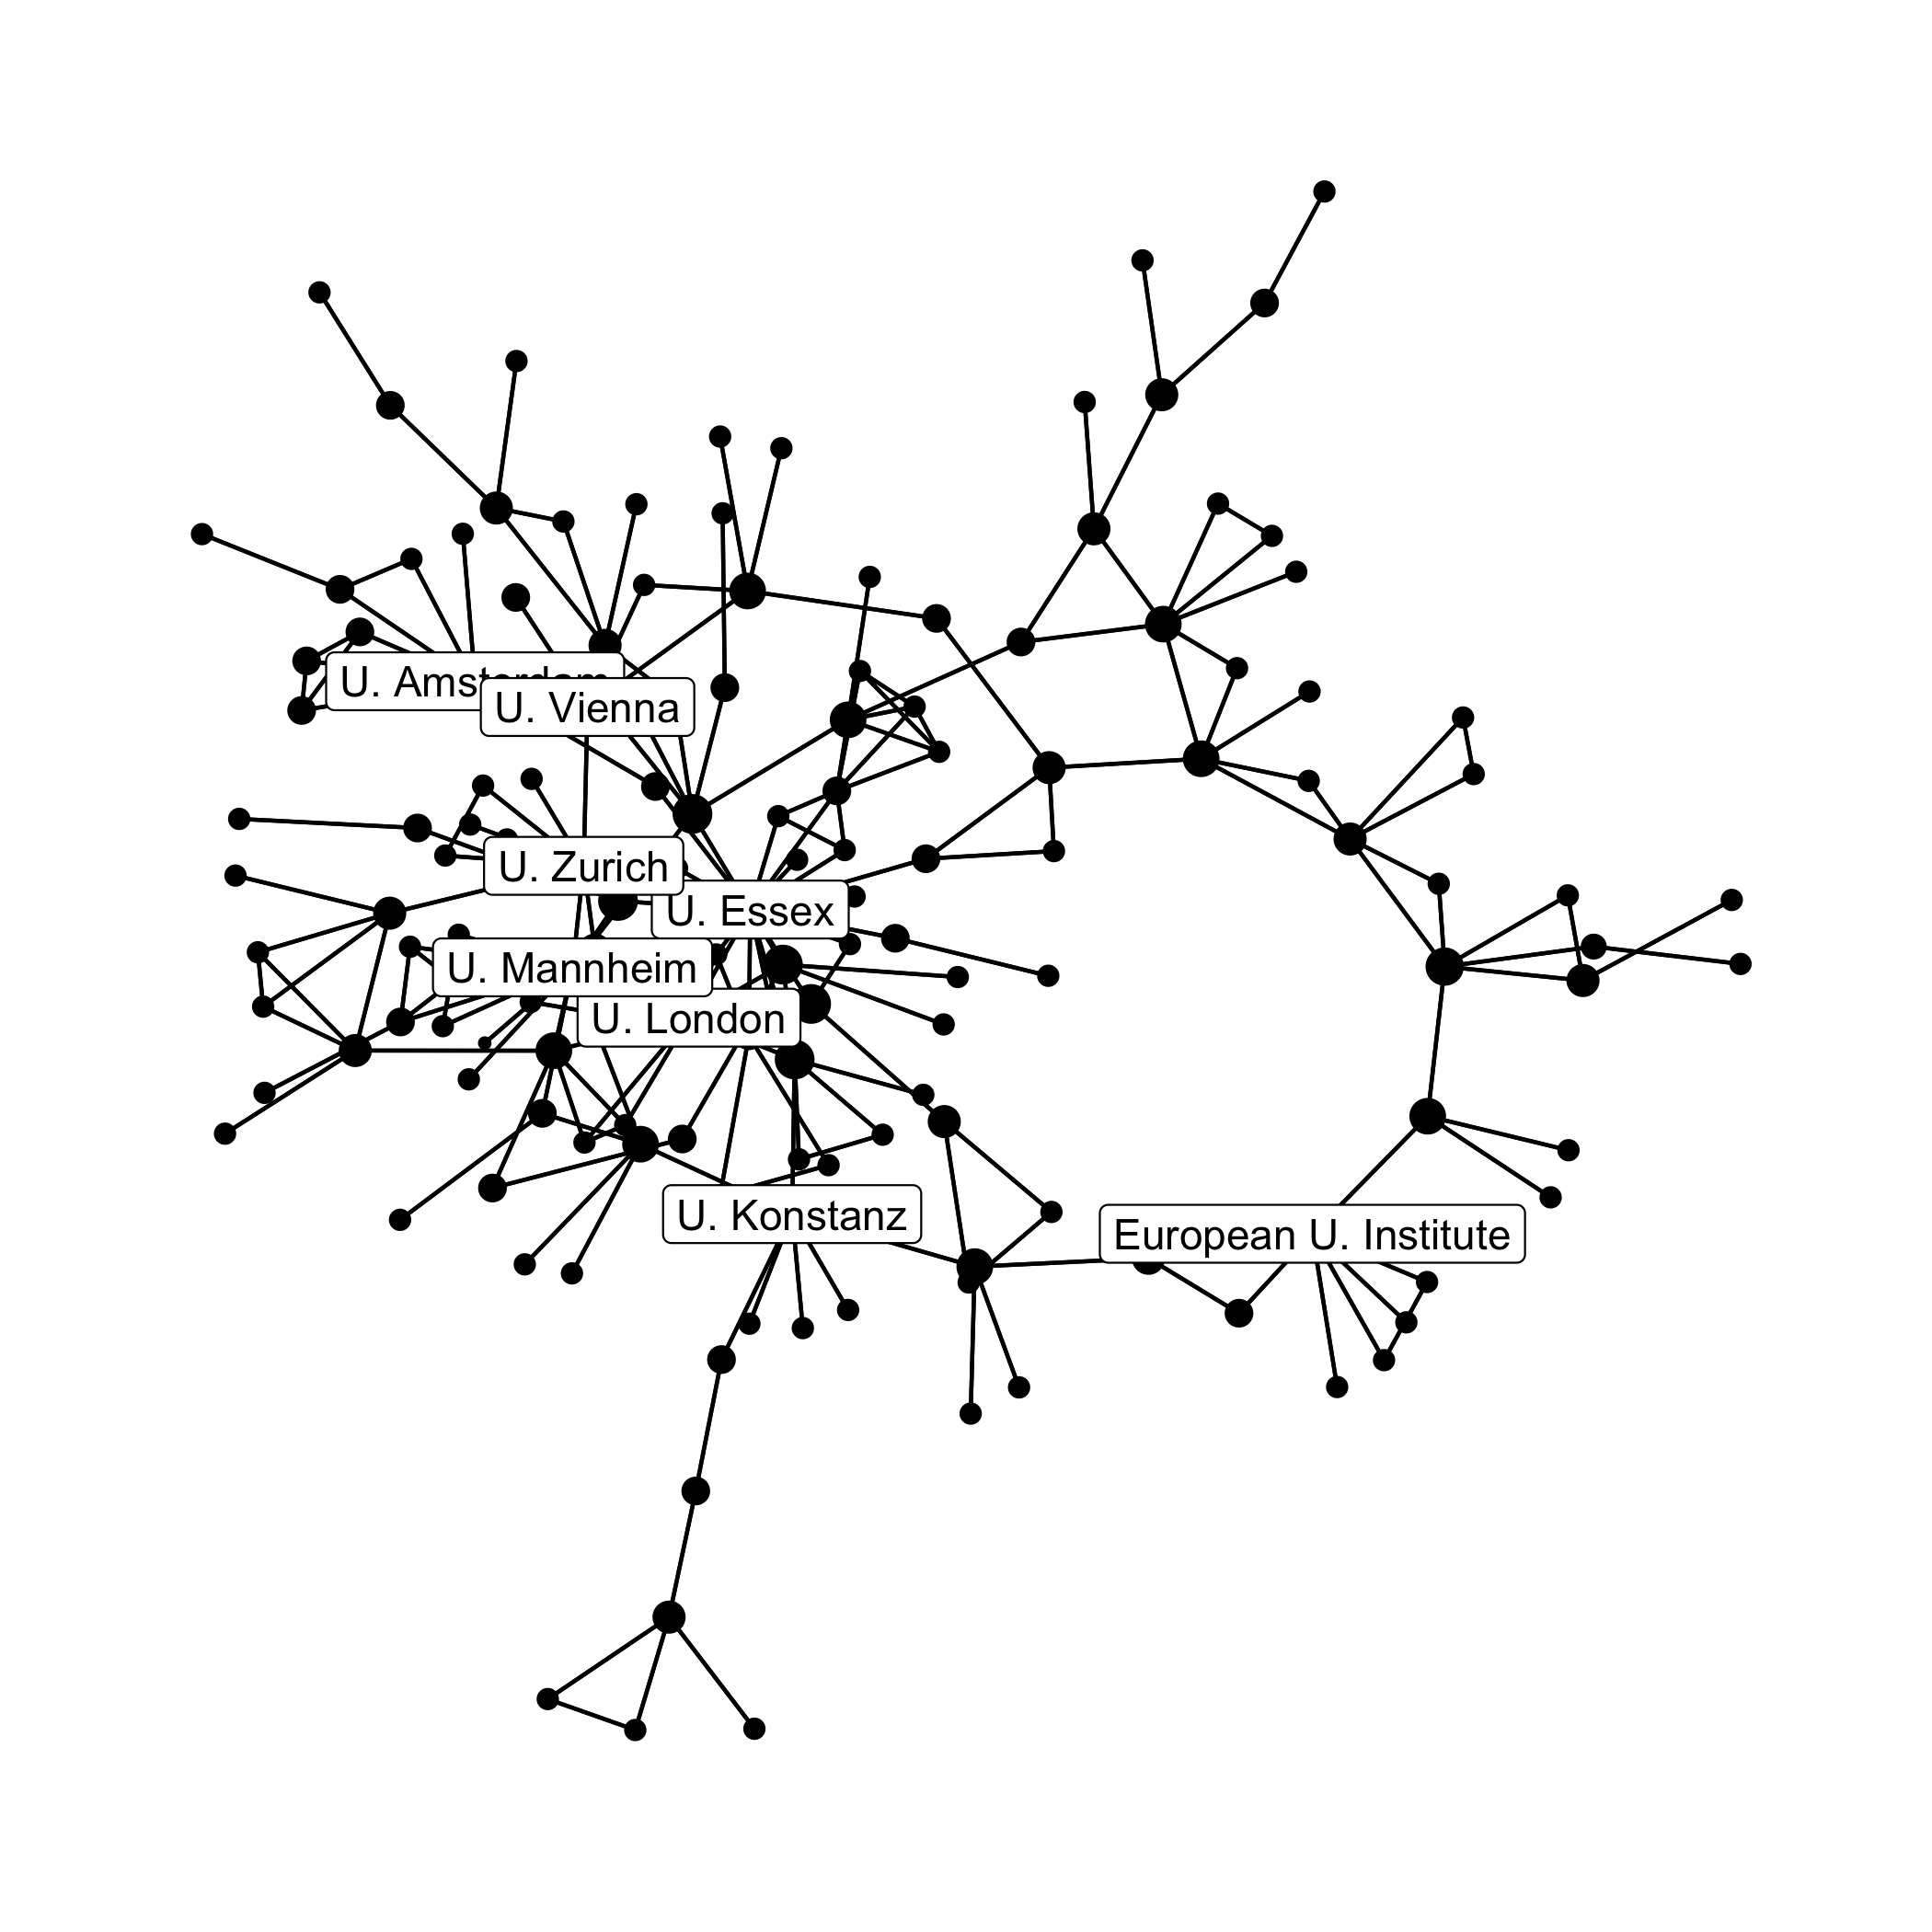 U. Amsterdam
U. Vienna
U. Zurich
U. Essex
U. Mannheim
U. London
U. Konstanz
European U. Institute